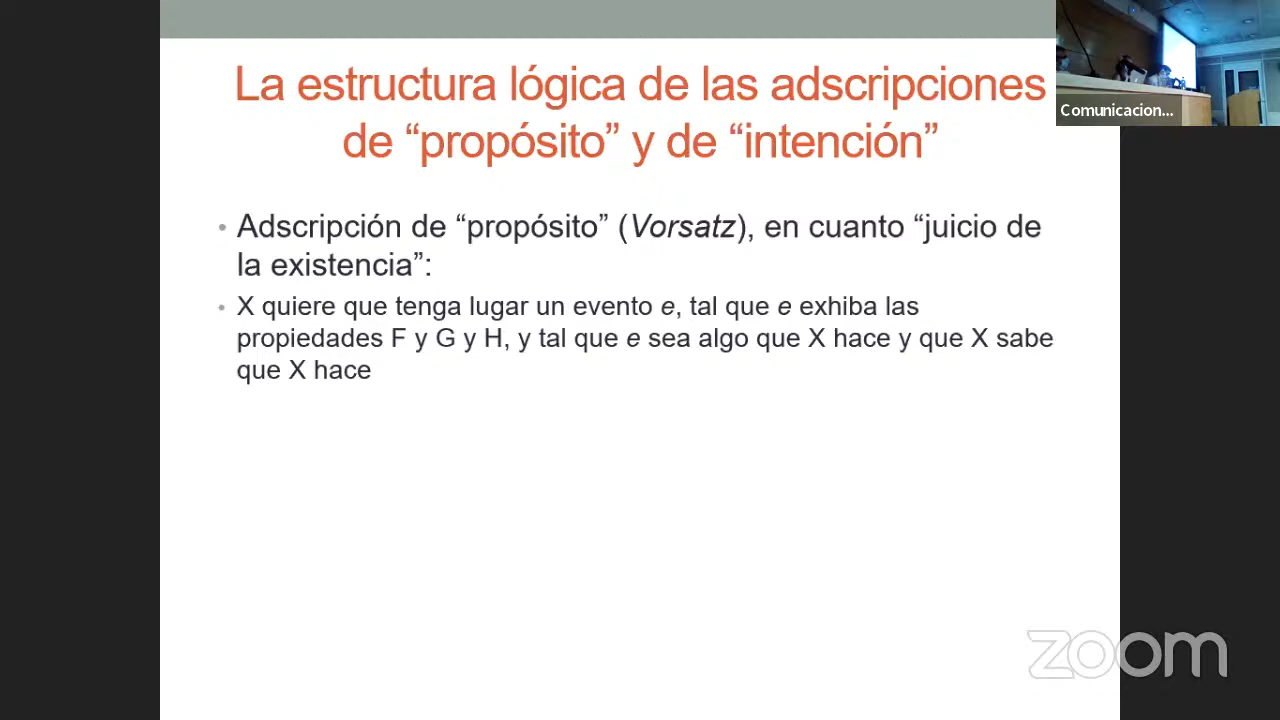 La estructura lógica de las adscripciones
de “propósito” y de “intención”
• Adscripción de “propósito” (Vorsatz), en cuanto “juicio de
la existencia”:
• X quiere que tenga lugar un evento e, tal que e exhiba las
propiedades F y G y H, y tal que e sea algo que X hace y que X sabe
que X hace
Comunicacion...
zoom